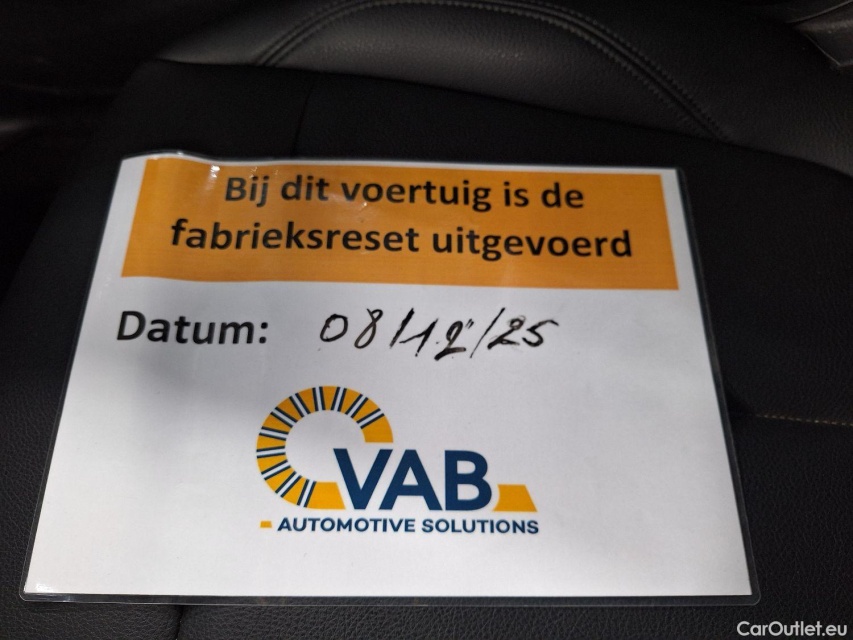 Bij dit voertuig is de
fabrieksreset uitgevoerd
Datum: 08/12/25
VAB
AUTOMOTIVE SOLUTIONS
CarOutlet.eu